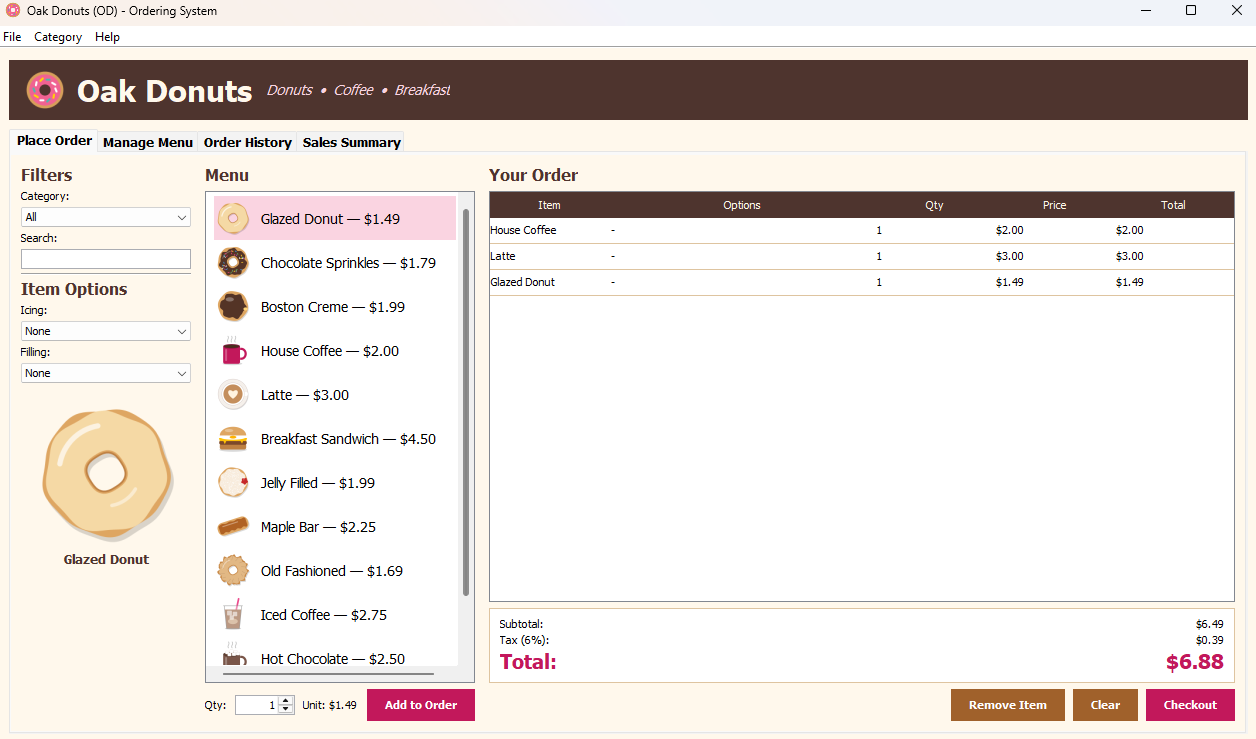 Oak Donuts (OD) - Ordering System
File Category Help
Oak Donuts Donuts • Coffee • Breakfast
Place Order Manage Menu Order History Sales Summary
Filters
Category:
All
Search:
Item Options
Icing:
None
Filling:
None
Glazed Donut
Menu
Glazed Donut — $1.49
Chocolate Sprinkles — $1.79
Boston Creme — $1.99
House Coffee — $2.00
Latte — $3.00
Breakfast Sandwich — $4.50
Jelly Filled — $1.99
Maple Bar — $2.25
Old Fashioned — $1.69
Iced Coffee — $2.75
Hot Chocolate — $2.50
Qty: 1 Unit: $1.49 Add to Order
Your Order
Item Options Qty Price Total
House Coffee - 1 $2.00 $2.00
Latte - 1 $3.00 $3.00
Glazed Donut - 1 $1.49 $1.49
Subtotal: $6.49
Tax (6%): $0.39
Total: $6.88
Remove Item Clear Checkout